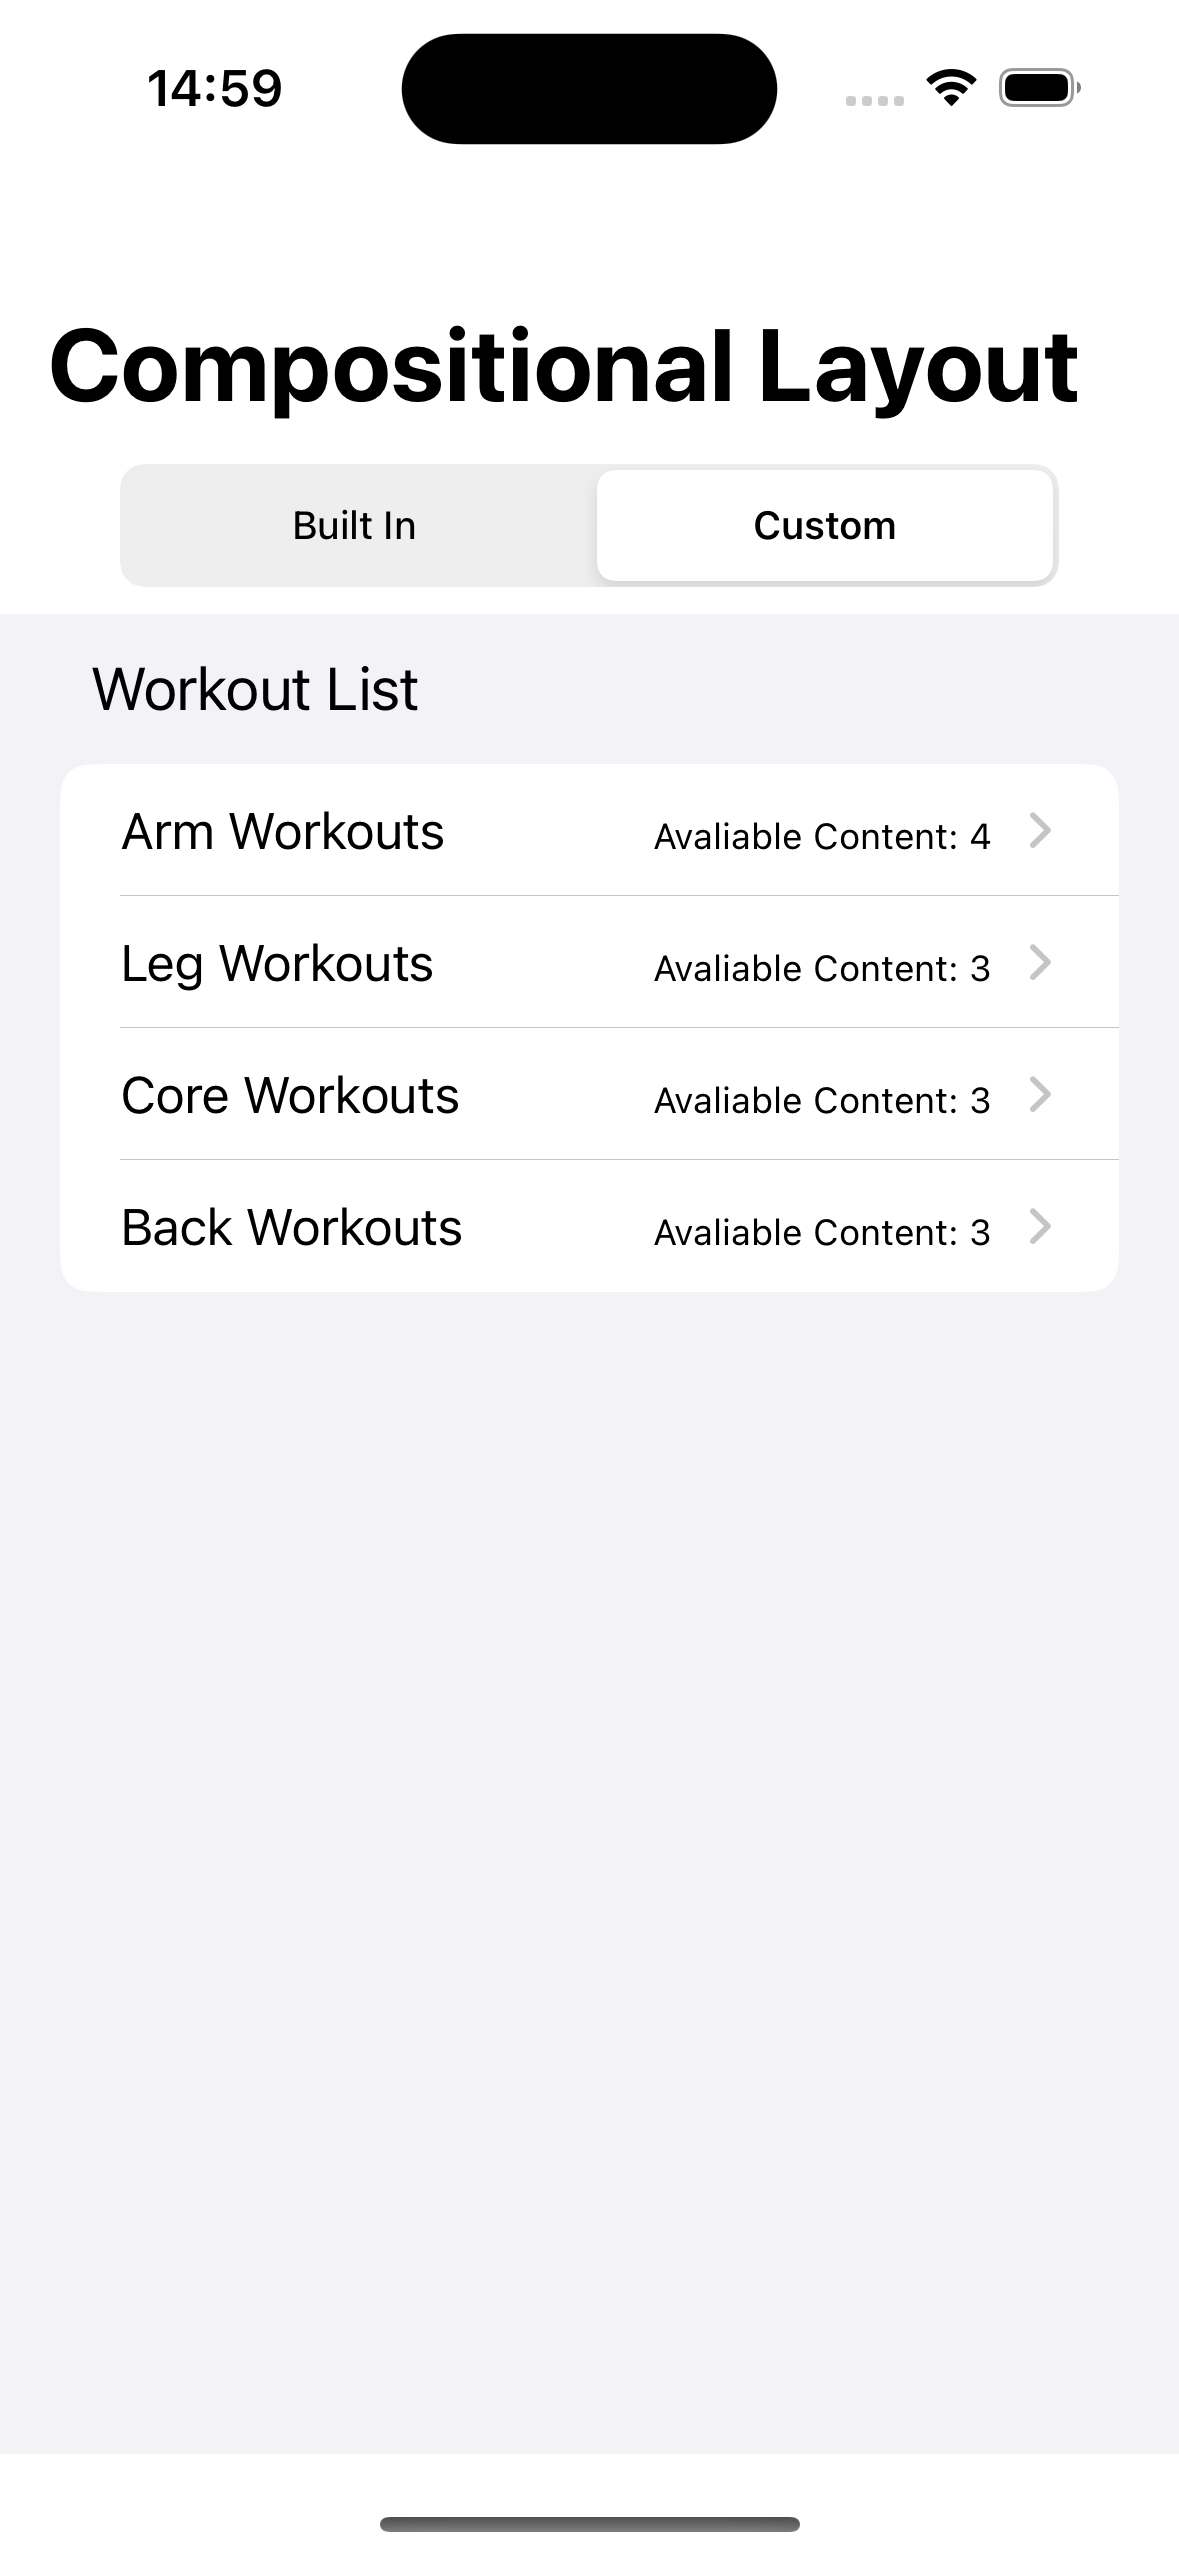 14:59
Compositional Layout
Built In
Custom
Workout List
Arm Workouts
Avaliable Content: 4
Leg Workouts
Avaliable Content: 3
Core Workouts
Avaliable Content: 3
Back Workouts
Avaliable Content: 3